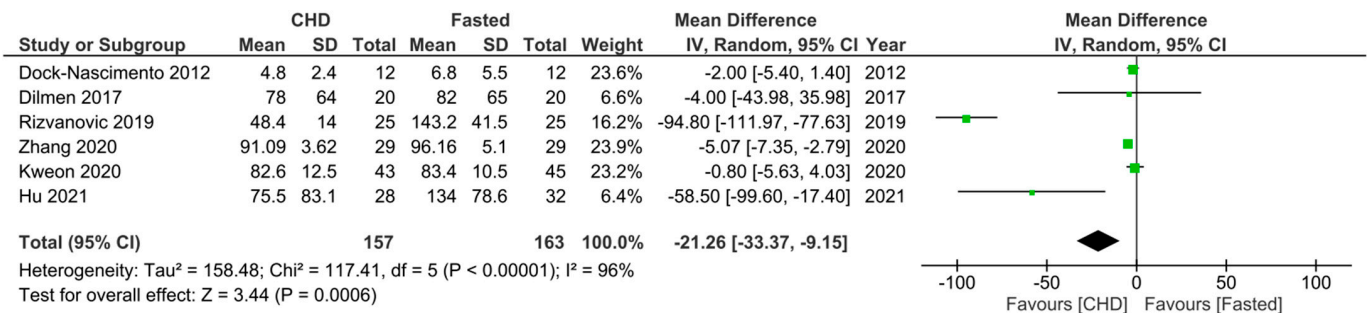 CHD Fasted Mean Difference Mean Difference
Study or Subgroup Mean SD Total Mean SD Total Weight IV, Random, 95% CI Year IV, Random, 95% CI
Dock-Nascimento 2012 4.8 2.4 12 6.8 5.5 12 23.6% -2.00 [-5.40, 1.40] 2012
Dilmen 2017 78 64 20 82 65 20 6.6% -4.00 [-43.98, 35.98] 2017
Rizvanovic 2019 48.4 14 25 143.2 41.5 25 16.2% -94.80 [-111.97, -77.63] 2019
Zhang 2020 91.09 3.62 29 96.16 5.1 29 23.9% -5.07 [-7.35, -2.79] 2020
Kweon 2020 82.6 12.5 43 83.4 10.5 45 23.2% -0.80 [-5.63, 4.03] 2020
Hu 2021 75.5 83.1 28 134 78.6 32 6.4% -58.50 [-99.60, -17.40] 2021
Total (95% CI) 157 163 100.0% -21.26 [-33.37, -9.15]
Heterogeneity: Tau² = 158.48; Chi² = 117.41, df = 5 (P < 0.00001); I² = 96%
Test for overall effect: Z = 3.44 (P = 0.0006)
-100 -50 0 50 100
Favours [CHD] Favours [Fasted]